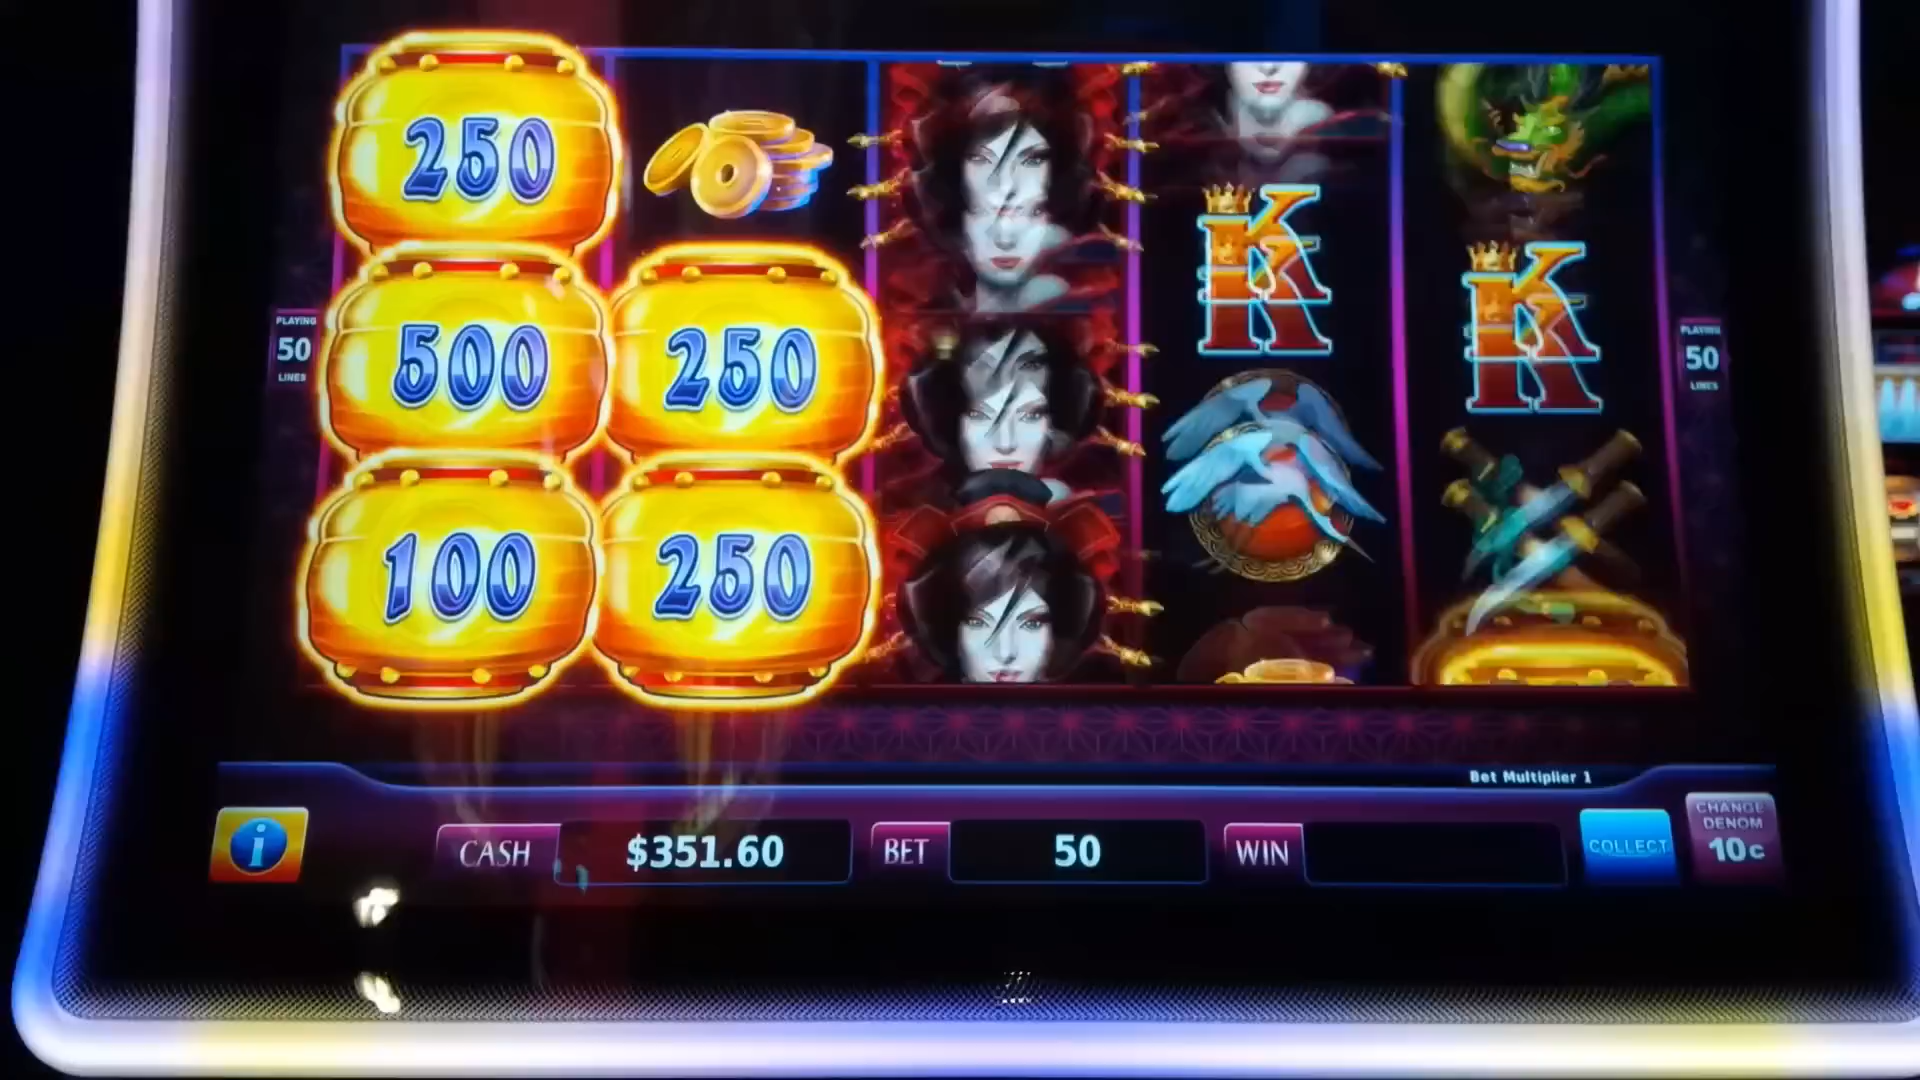 250
500
250
100
250
K
K
PLAYING
50
LINES
PLAYING
50
LINES
Bet Multiplier 1
CASH $351.60
BET 50
WIN
COLLECT
CHANGE
DENOM
10c
i